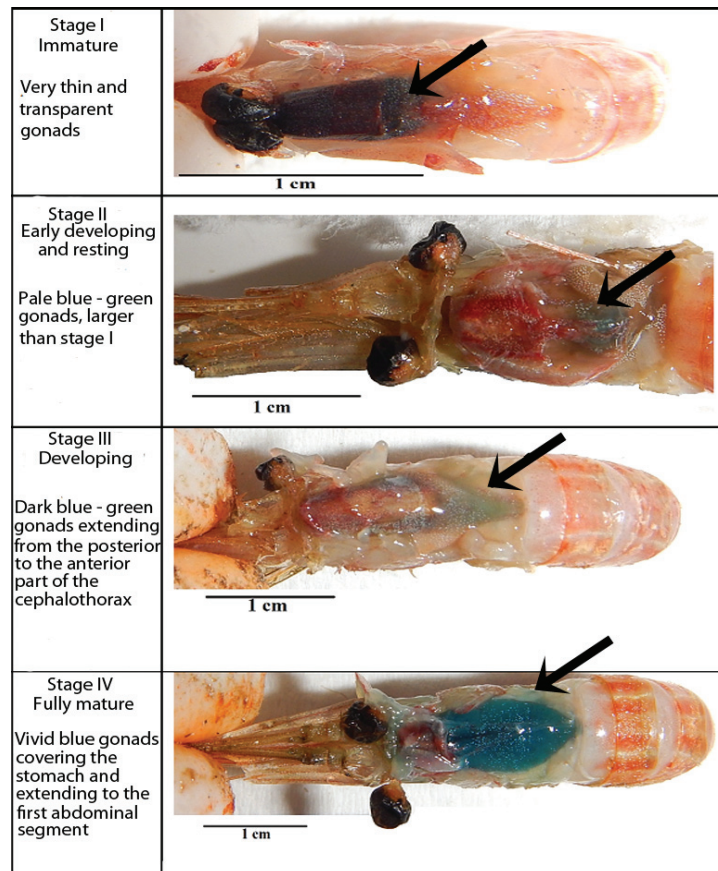 Stage I
Immature
Very thin and
transparent
gonads
1 cm
Stage II
Early developing
and resting
Pale blue - green
gonads, larger
than stage I
1 cm
Stage III
Developing
Dark blue - green
gonads extending
from the posterior
to the anterior
part of the
cephalothorax
1 cm
Stage IV
Fully mature
Vivid blue gonads
covering the
stomach and
extending to the
first abdominal
segment
1 cm